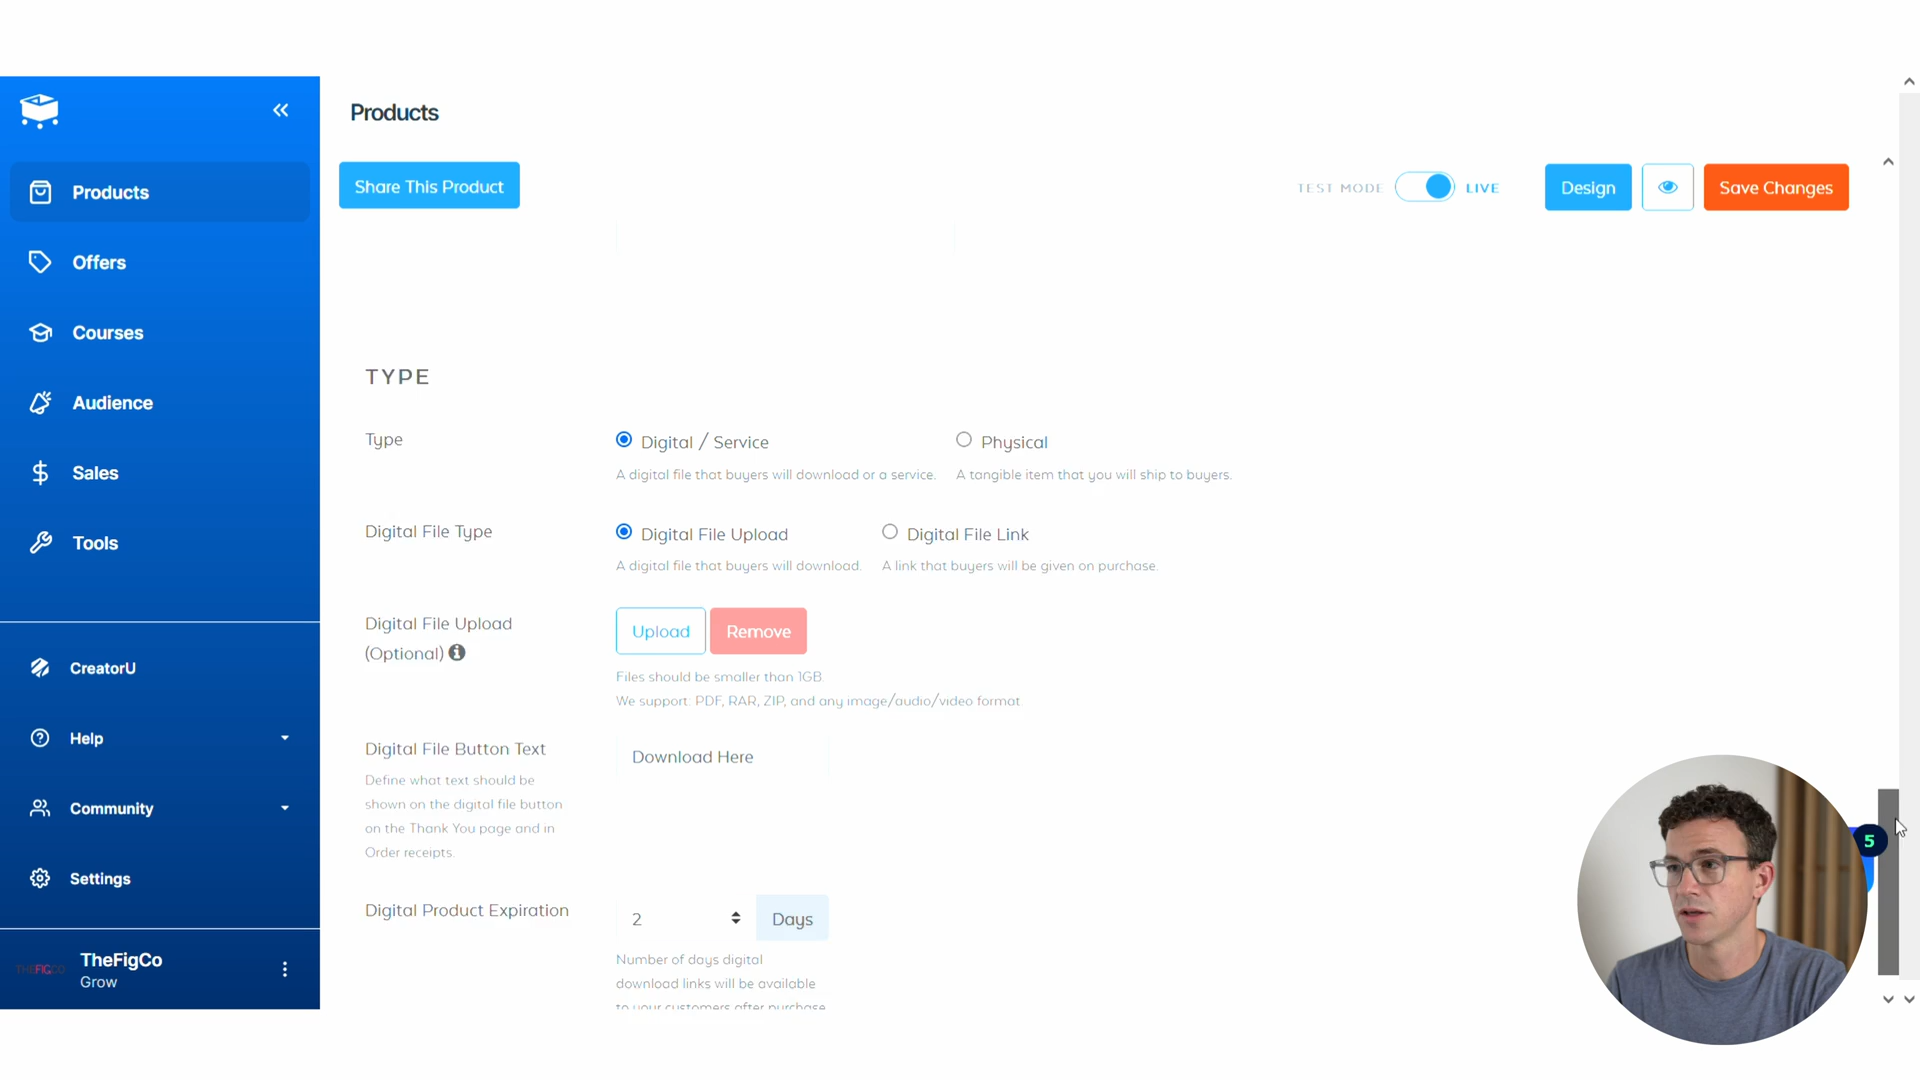 Products
Share This Product
TEST MODE
LIVE
Design
Save Changes
Products
Offers
Courses
Audience
Sales
Tools
CreatorU
Help
Community
Settings
THEFIGCO
TheFigCo
Grow
TYPE
Type
Digital / Service
A digital file that buyers will download or a service.
Physical
A tangible item that you will ship to buyers.
Digital File Type
Digital File Upload
A digital file that buyers will download.
Digital File Link
A link that buyers will be given on purchase.
Digital File Upload
(Optional)
Upload
Remove
Files should be smaller than 1GB.
We support: PDF, RAR, ZIP, and any image/audio/video format
Digital File Button Text
Define what text should be
shown on the digital file button
on the Thank You page and in
Order receipts.
Download Here
Digital Product Expiration
2
Days
Number of days digital
download links will be available
to your customers after purchase
5